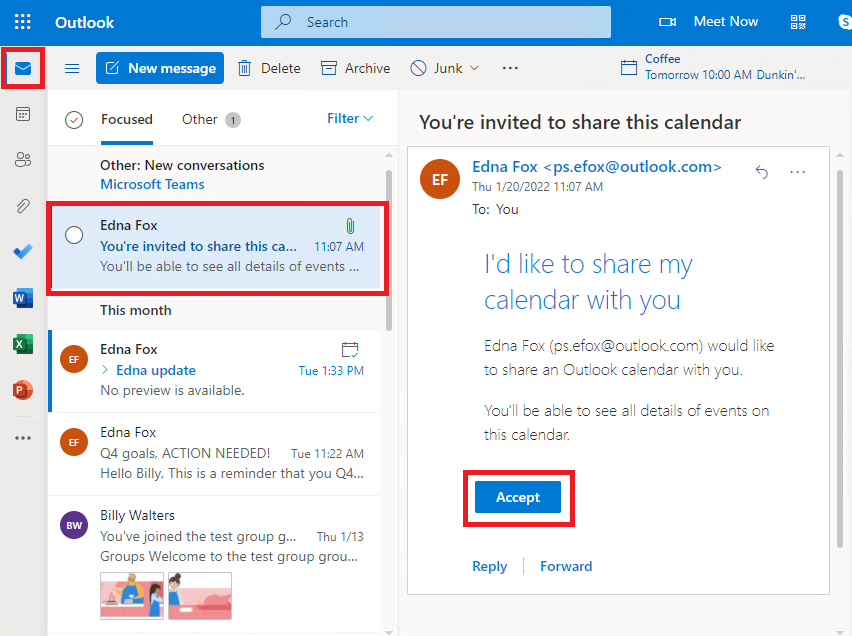 Outlook
Search
Meet Now
S
New message
Delete
Archive
Junk
Coffee
Tomorrow 10:00 AM Dunkin'...
Focused
Other 1
Filter
Other: New conversations
Microsoft Teams
Edna Fox
You're invited to share this ca... 11:07 AM
You'll be able to see all details of events ...
This month
EF
Edna Fox
Edna update Tue 1:33 PM
No preview is available.
EF
Edna Fox
Q4 goals, ACTION NEEDED! Tue 11:22 AM
Hello Billy, This is a reminder that you Q4...
BW
Billy Walters
You've joined the test group g... Thu 1/13
Groups Welcome to the test group grou...
W
X
P
You're invited to share this calendar
EF
Edna Fox <ps.efox@outlook.com>
Thu 1/20/2022 11:07 AM
To: You
I'd like to share my
calendar with you
Edna Fox (ps.efox@outlook.com) would like
to share an Outlook calendar with you.
You'll be able to see all details of events on
this calendar.
Accept
Reply
Forward